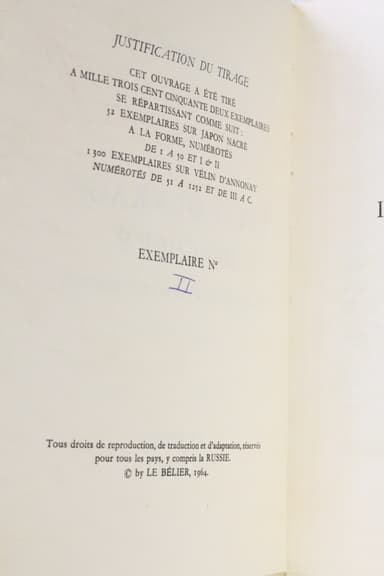 JUSTIFICATION DU TIRAGE
CET OUVRAGE A ÉTÉ TIRÉ
A MILLE TROIS CENT CINQUANTE DEUX EXEMPLAIRES
SE RÉPARTISSANT COMME SUIT :
52 EXEMPLAIRES SUR JAPON NACRÉ
A LA FORME, NUMÉROTÉS
DE 1 A 50 ET I & II
1 300 EXEMPLAIRES SUR VÉLIN D'ANNONAY
NUMÉROTÉS DE 51 A 1252 ET DE III A C.
EXEMPLAIRE Nº
II
Tous droits de reproduction, de traduction et d'adaptation, réservés
pour tous les pays, y compris la RUSSIE.
© by LE BÉLIER, 1964.